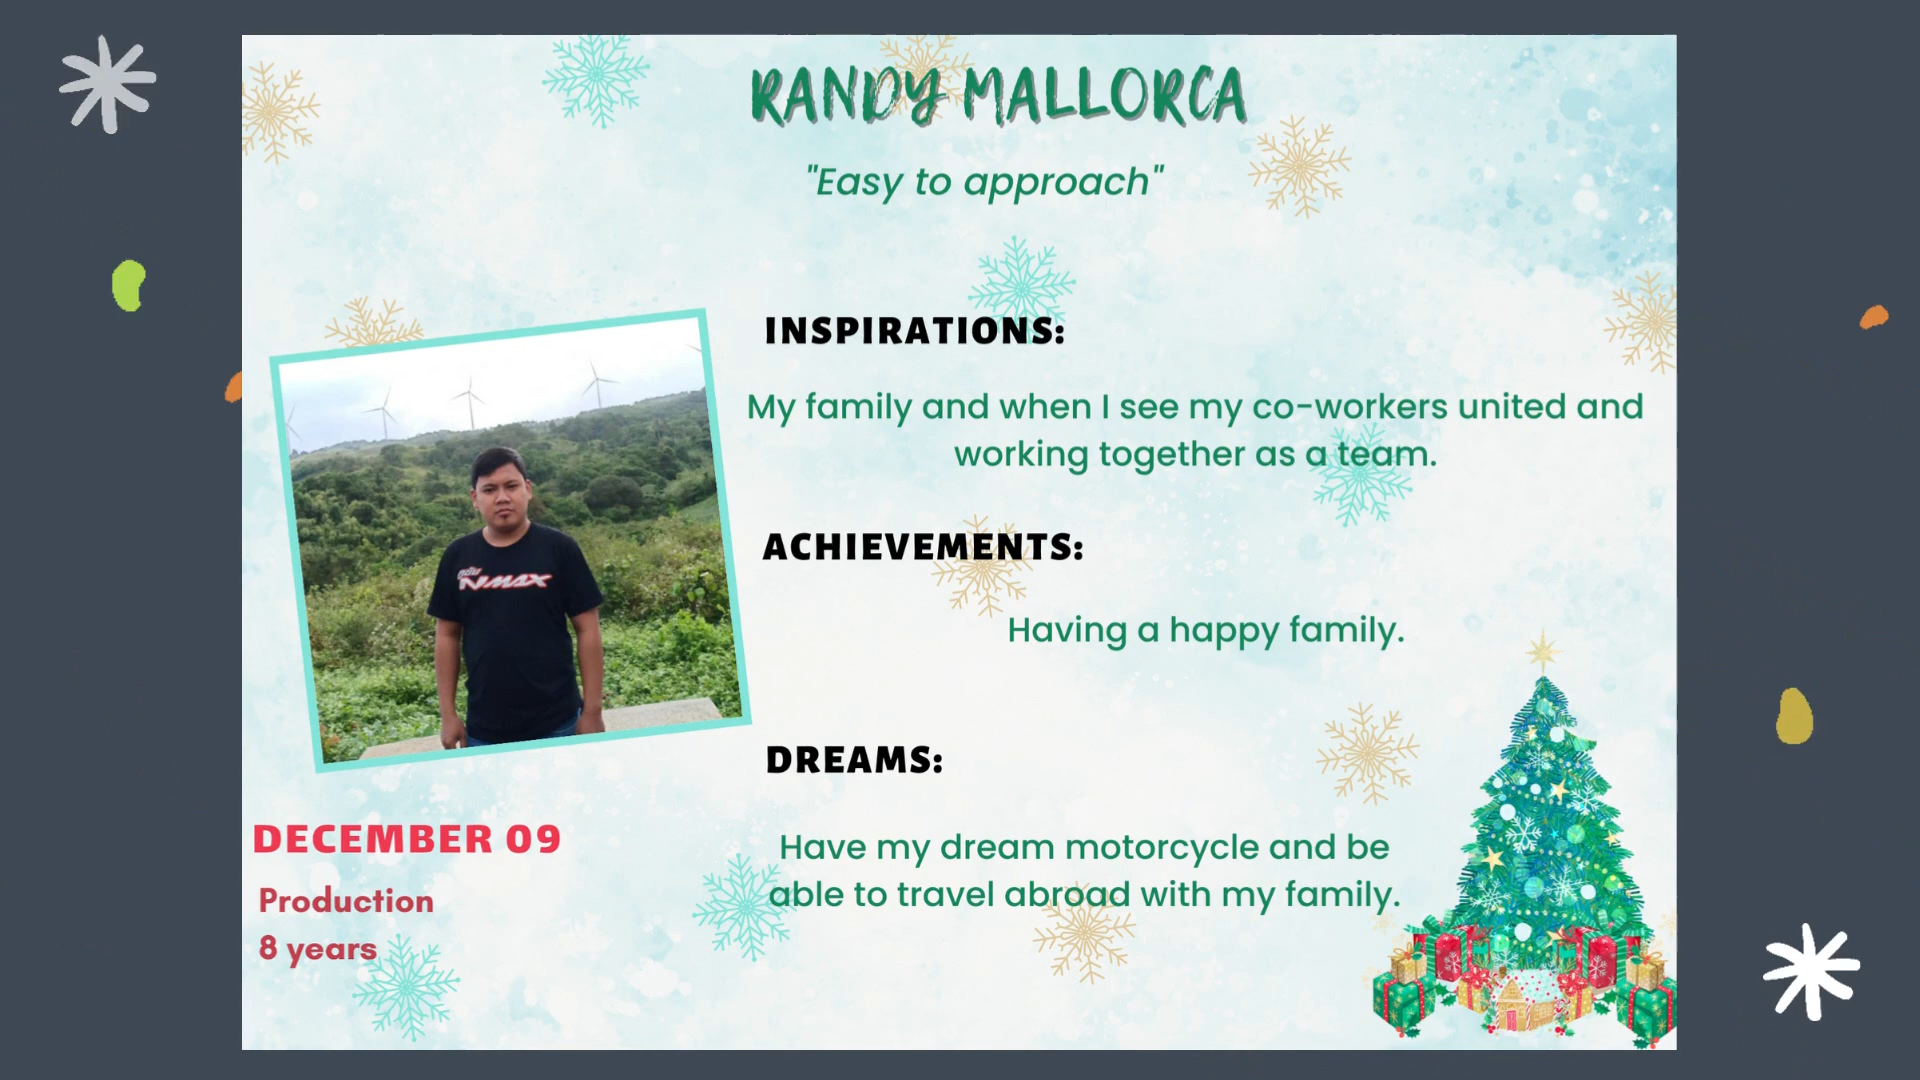 RANDY MALLORCA
"Easy to approach"
INSPIRATIONS:
My family and when I see my co-workers united and
working together as a team.
ACHIEVEMENTS:
Having a happy family.
DREAMS:
Have my dream motorcycle and be
able to travel abroad with my family.
NMAX
DECEMBER 09
Production
8 years